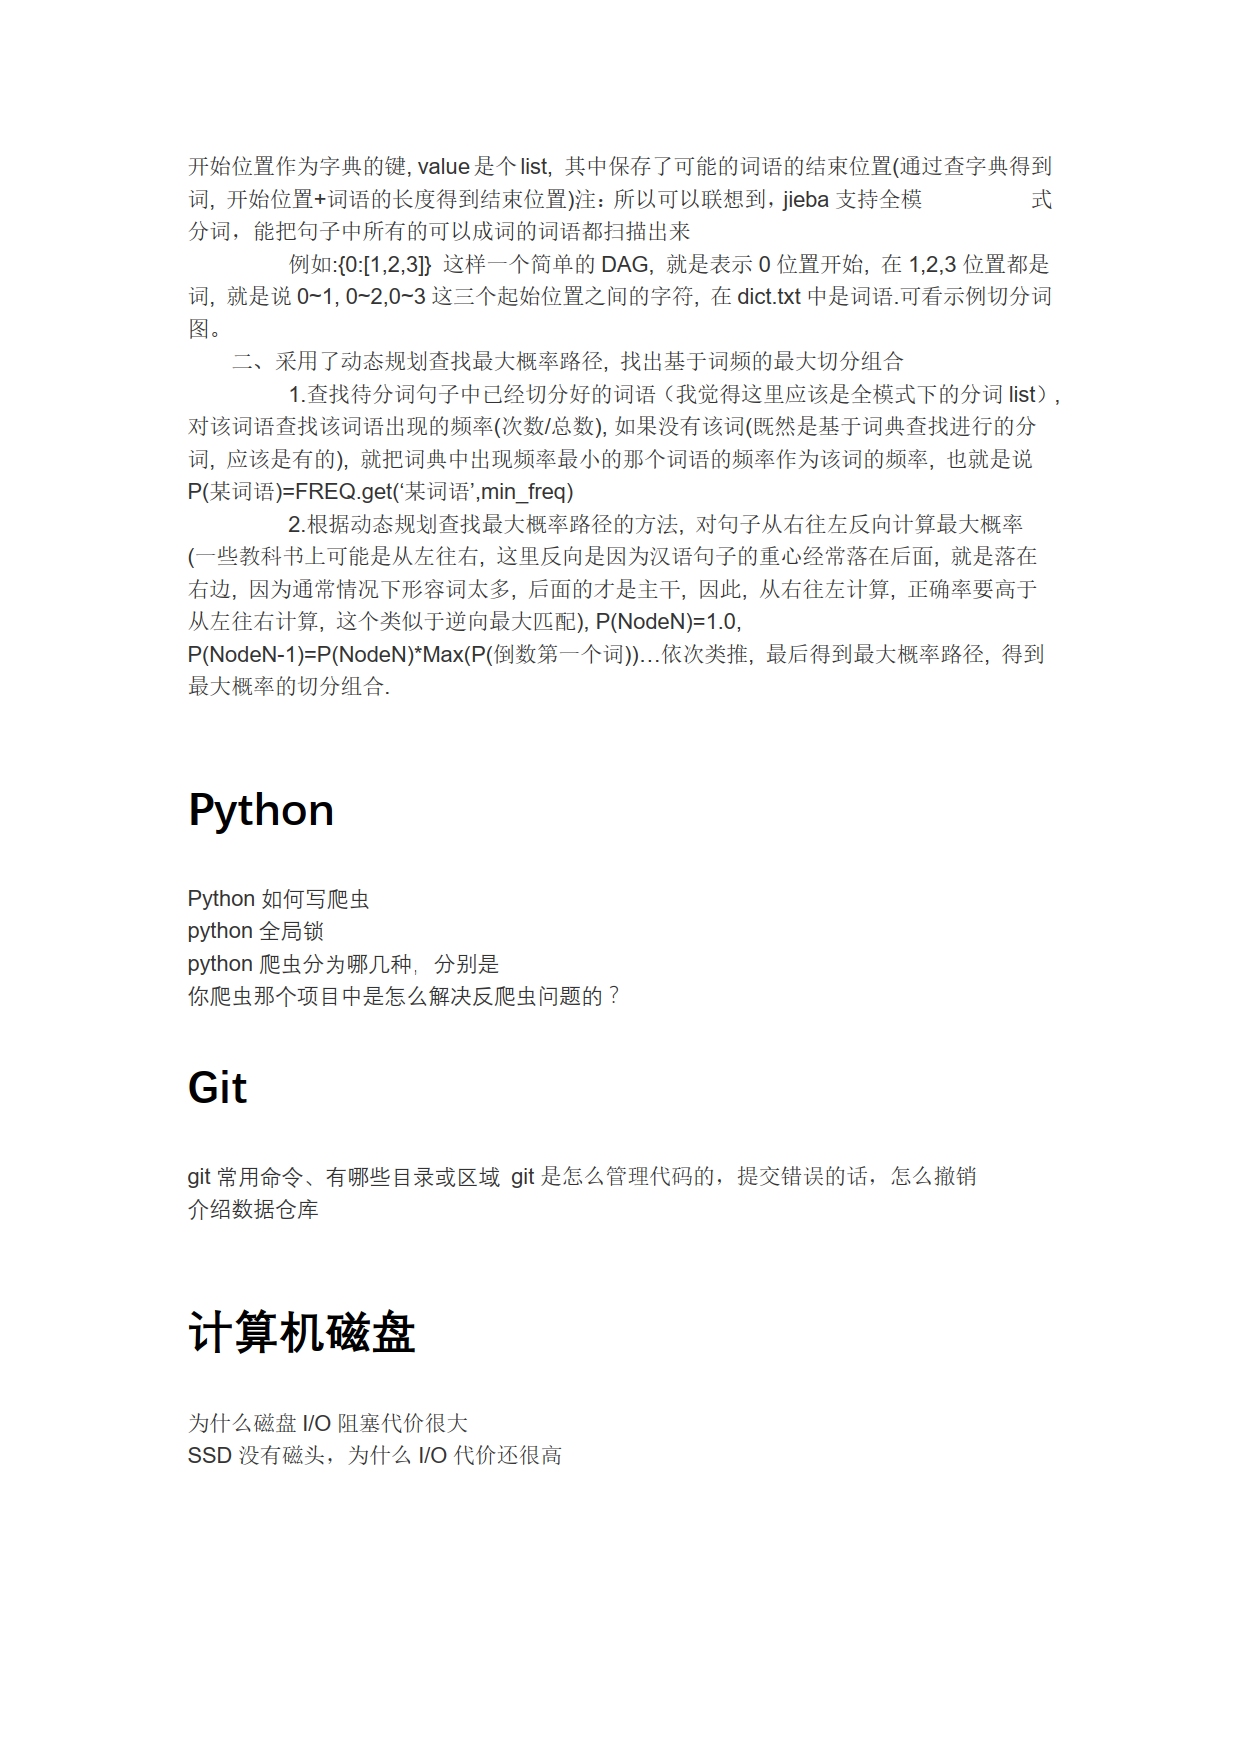 开始位置作为字典的键, value是个list, 其中保存了可能的词语的结束位置(通过查字典得到
词, 开始位置+词语的长度得到结束位置)注：所以可以联想到，jieba 支持全模 式
分词，能把句子中所有的可以成词的词语都扫描出来
例如:{0:[1,2,3]} 这样一个简单的 DAG, 就是表示 0 位置开始, 在 1,2,3 位置都是
词, 就是说 0~1, 0~2,0~3 这三个起始位置之间的字符, 在 dict.txt 中是词语.可看示例切分词
图。
二、采用了动态规划查找最大概率路径, 找出基于词频的最大切分组合
1.查找待分词句子中已经切分好的词语（我觉得这里应该是全模式下的分词 list）,
对该词语查找该词语出现的频率(次数/总数), 如果没有该词(既然是基于词典查找进行的分
词, 应该是有的), 就把词典中出现频率最小的那个词语的频率作为该词的频率, 也就是说
P(某词语)=FREQ.get(‘某词语’,min_freq)
2.根据动态规划查找最大概率路径的方法, 对句子从右往左反向计算最大概率
(一些教科书上可能是从左往右, 这里反向是因为汉语句子的重心经常落在后面, 就是落在
右边, 因为通常情况下形容词太多, 后面的才是主干, 因此, 从右往左计算, 正确率要高于
从左往右计算, 这个类似于逆向最大匹配), P(NodeN)=1.0,
P(NodeN-1)=P(NodeN)*Max(P(倒数第一个词))…依次类推, 最后得到最大概率路径, 得到
最大概率的切分组合.
Python
Python 如何写爬虫
python 全局锁
python 爬虫分为哪几种，分别是
你爬虫那个项目中是怎么解决反爬虫问题的？
Git
git 常用命令、有哪些目录或区域 git 是怎么管理代码的，提交错误的话，怎么撤销
介绍数据仓库
计算机磁盘
为什么磁盘 I/O 阻塞代价很大
SSD 没有磁头，为什么 I/O 代价还很高